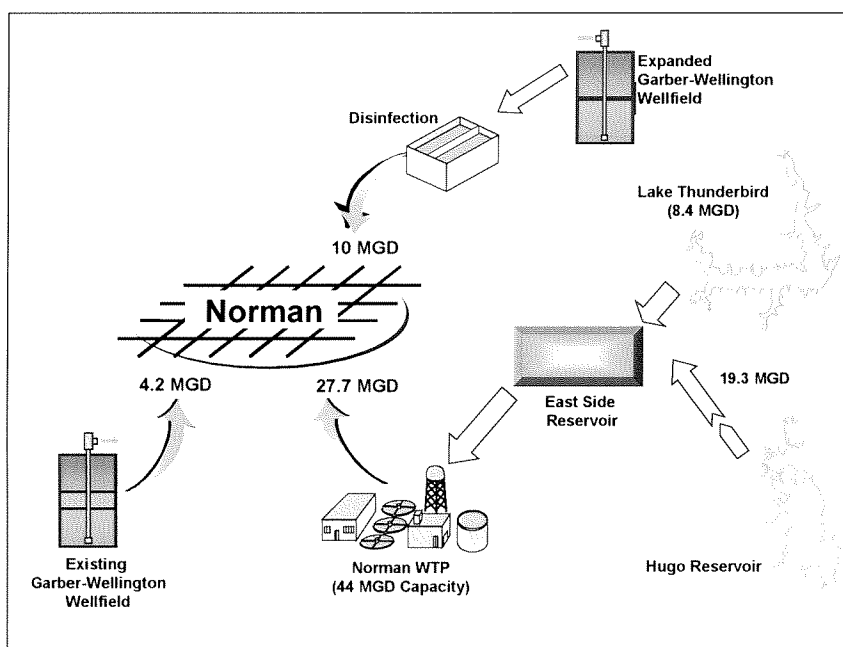 Expanded
Garber-Wellington
Wellfield
Disinfection
Lake Thunderbird
(8.4 MGD)
10 MGD
Norman
4.2 MGD
27.7 MGD
19.3 MGD
East Side
Reservoir
Existing
Garber-Wellington
Wellfield
Norman WTP
(44 MGD Capacity)
Hugo Reservoir